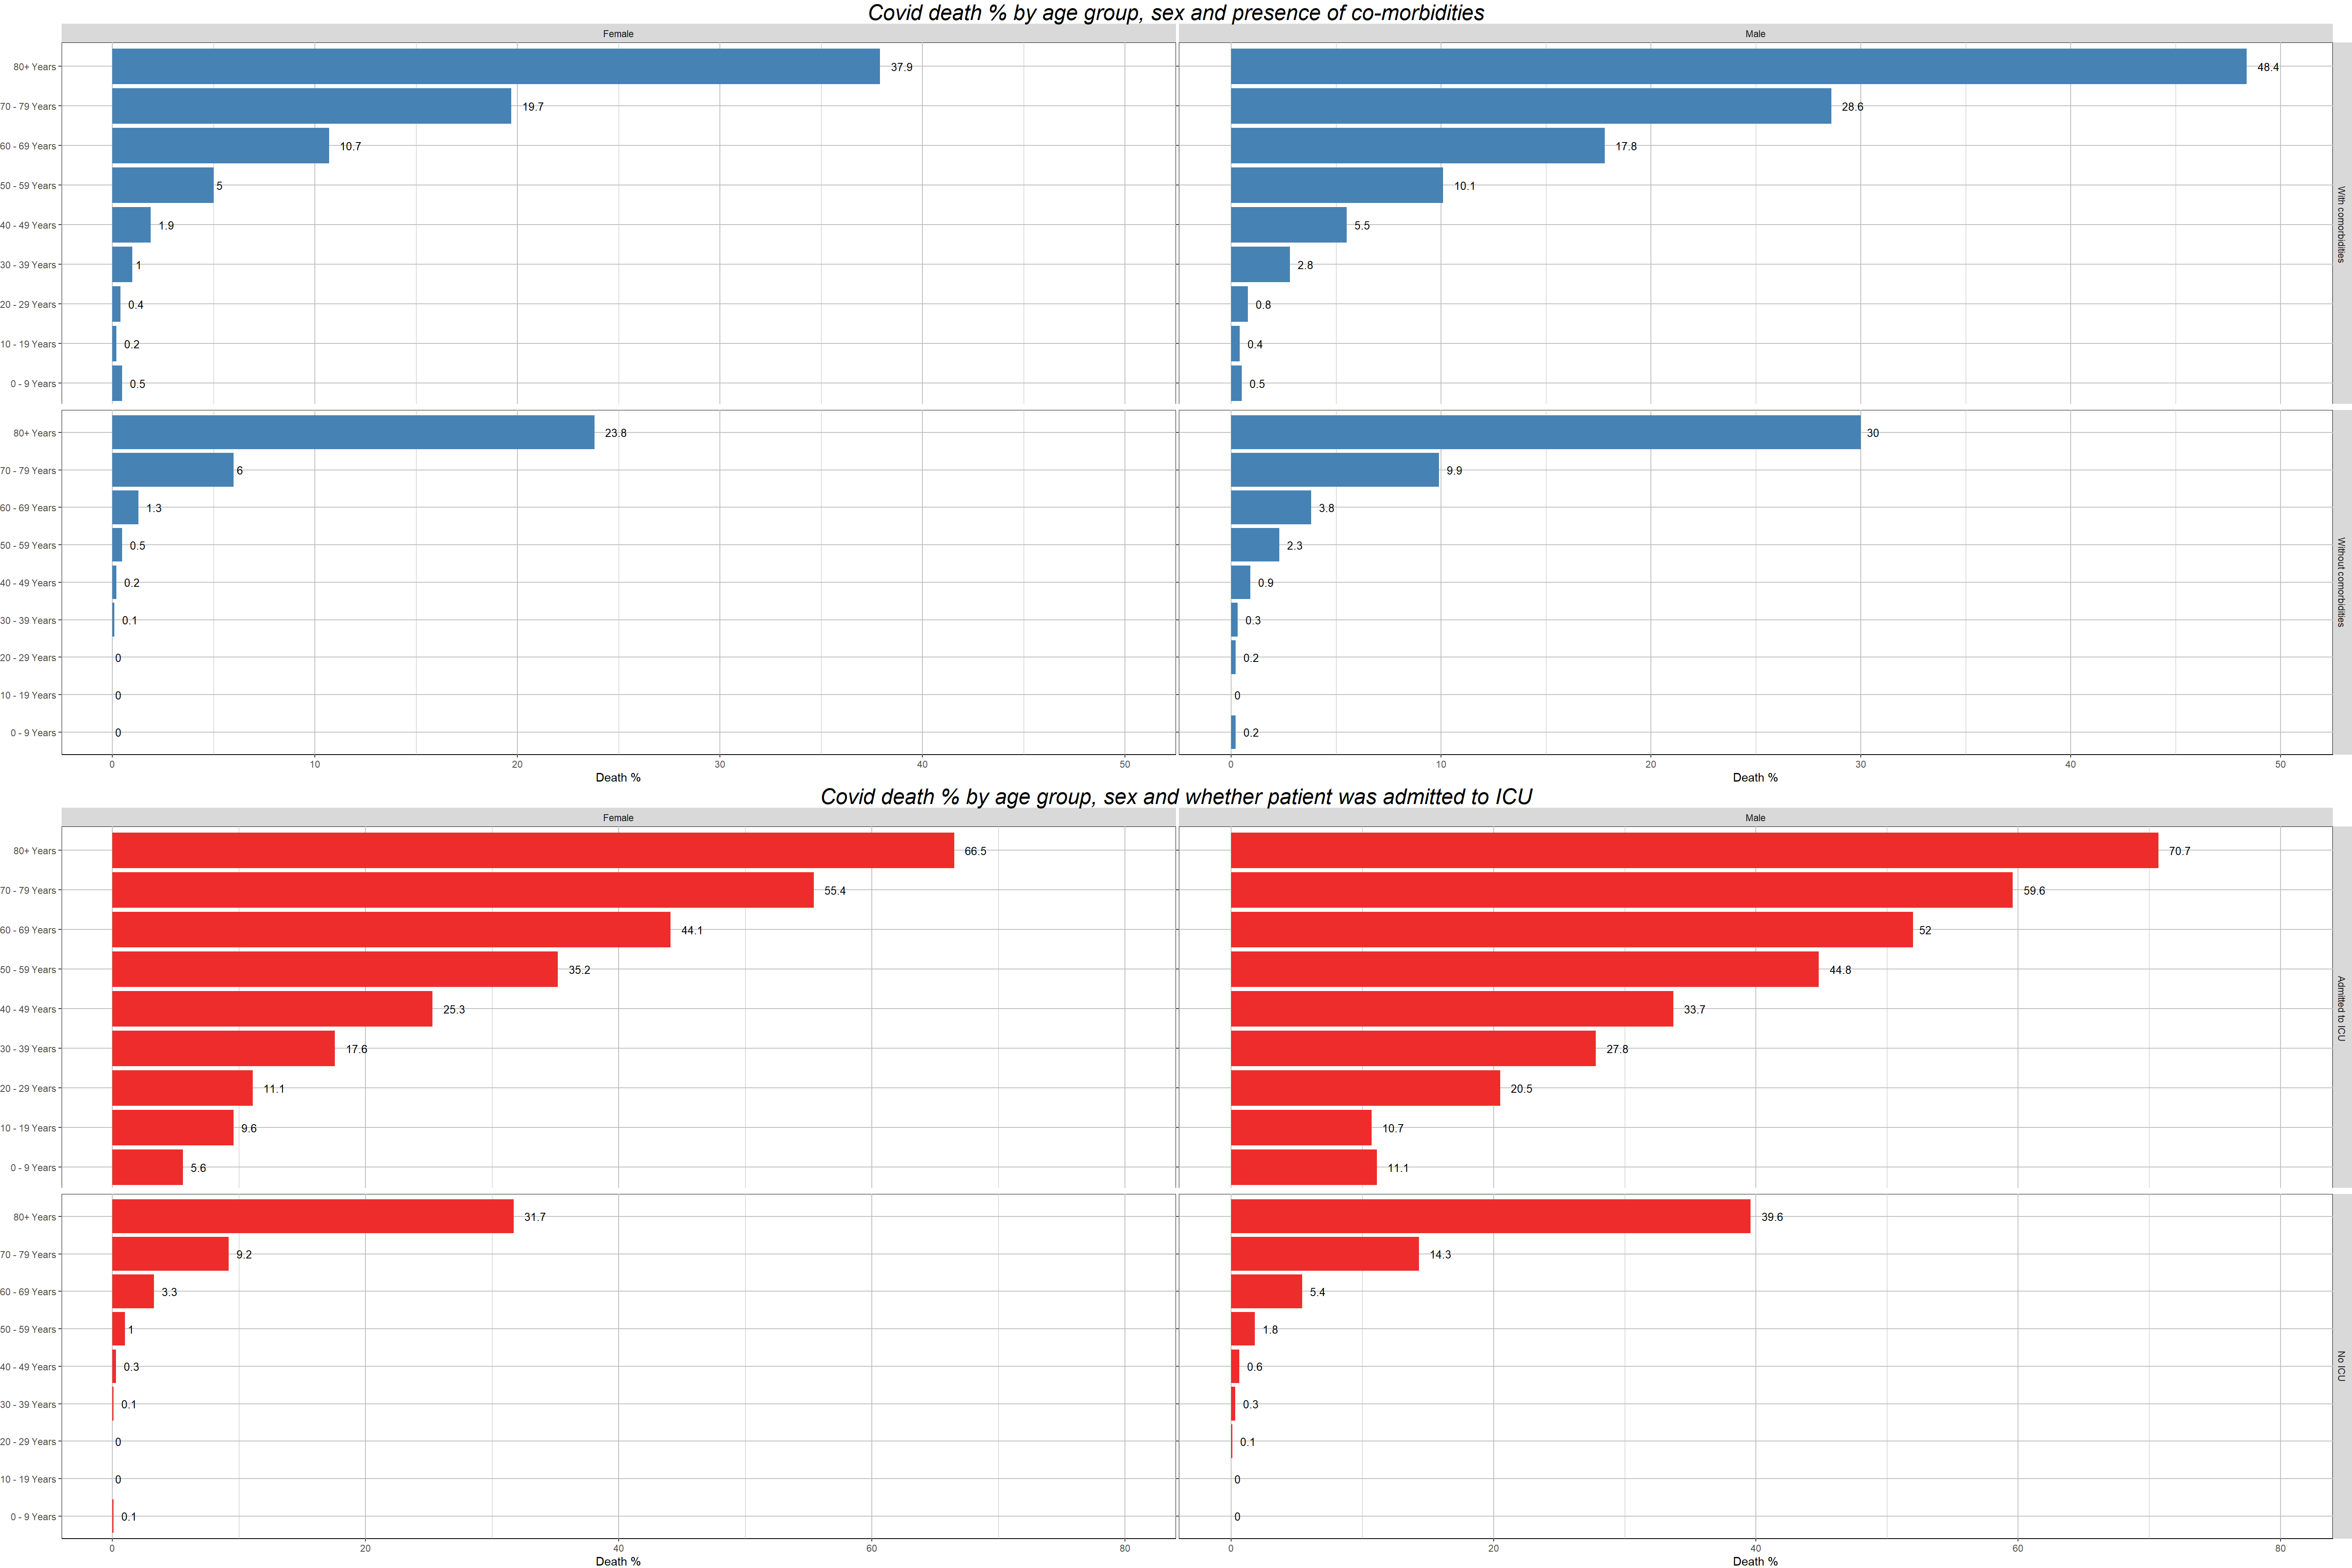 Covid death % by age group, sex and presence of co-morbidities
Female
Male
80+ Years 37.9 48.4
70 - 79 Years 19.7 28.6
60 - 69 Years 10.7 17.8
50 - 59 Years 5 10.1
40 - 49 Years 1.9 5.5
30 - 39 Years 1 2.8
20 - 29 Years 0.4 0.8
10 - 19 Years 0.2 0.4
0 - 9 Years 0.5 0.5
With comorbidities
80+ Years 23.8 30
70 - 79 Years 6 9.9
60 - 69 Years 1.3 3.8
50 - 59 Years 0.5 2.3
40 - 49 Years 0.2 0.9
30 - 39 Years 0.1 0.3
20 - 29 Years 0 0.2
10 - 19 Years 0 0
0 - 9 Years 0 0.2
Without comorbidities
0 10 20 30 40 50 0 10 20 30 40 50
Death % Death %
Covid death % by age group, sex and whether patient was admitted to ICU
Female
Male
80+ Years 66.5 70.7
70 - 79 Years 55.4 59.6
60 - 69 Years 44.1 52
50 - 59 Years 35.2 44.8
40 - 49 Years 25.3 33.7
30 - 39 Years 17.6 27.8
20 - 29 Years 11.1 20.5
10 - 19 Years 9.6 10.7
0 - 9 Years 5.6 11.1
Admitted to ICU
80+ Years 31.7 39.6
70 - 79 Years 9.2 14.3
60 - 69 Years 3.3 5.4
50 - 59 Years 1 1.8
40 - 49 Years 0.3 0.6
30 - 39 Years 0.1 0.3
20 - 29 Years 0 0.1
10 - 19 Years 0 0
0 - 9 Years 0.1 0
No ICU
0 20 40 60 80 0 20 40 60 80
Death % Death %